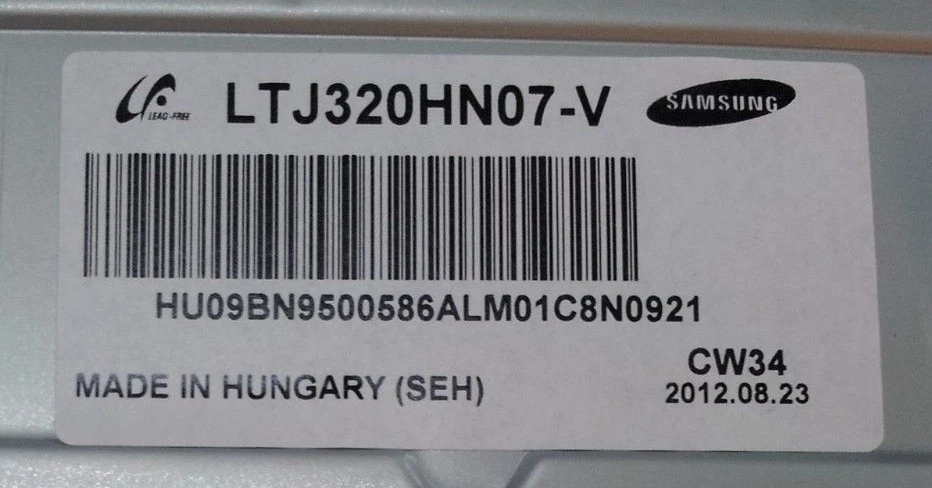 LEAD-FREE
LTJ320HN07-V
SAMSUNG
HU09BN9500586ALM01C8N0921
CW34
MADE IN HUNGARY (SEH)
2012.08.23